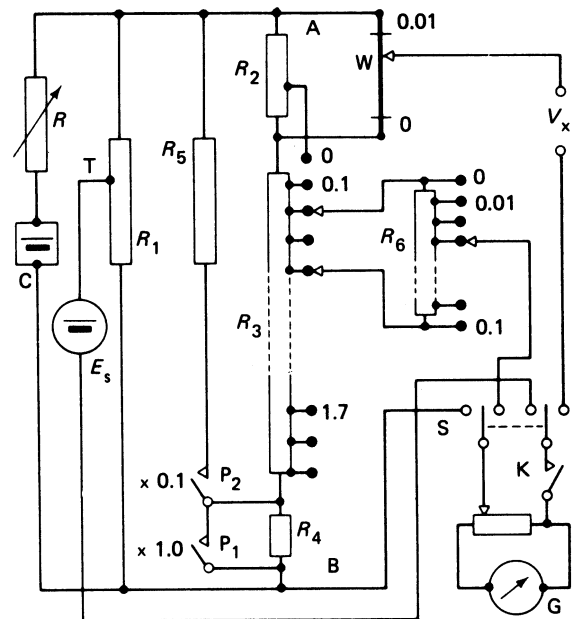 A
0.01
R₂
W
R
0
Vₓ
T
R₅
0
0.1
0
0.01
R₁
R₆
C
R₃
0.1
Eₛ
1.7
S
× 0.1
P₂
K
R₄
× 1.0
P₁
B
G